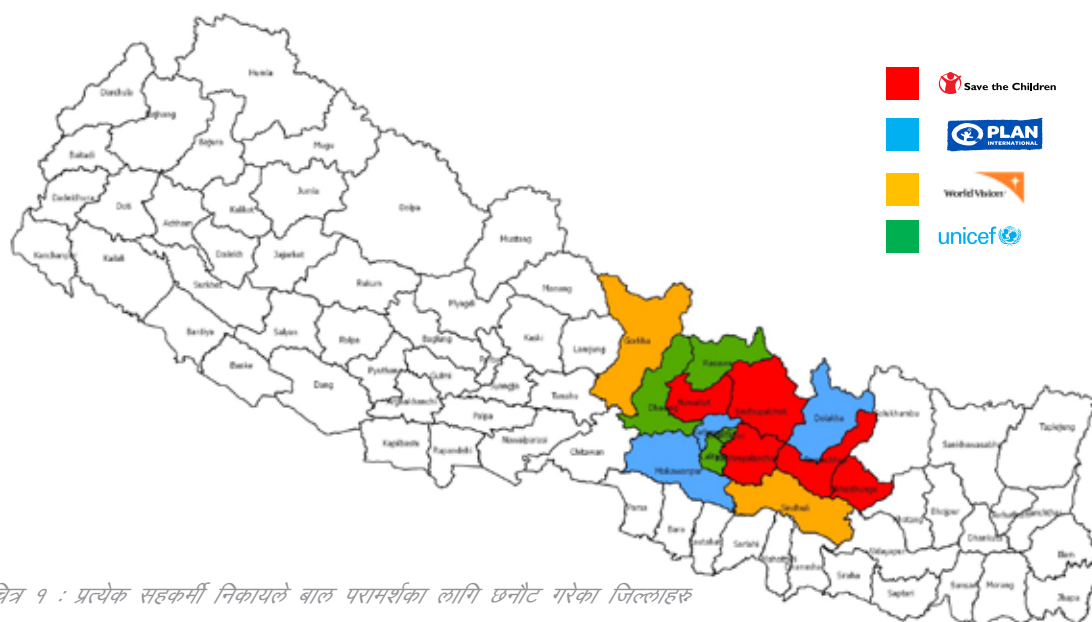 Humla
Darchula
Bajhang
Bajura
Mugu
Baitadi
Dadeldhura
Doti
Achham
Kalikot
Jumla
Dolpa
Mustang
Kanchanpur
Kailali
Dailekh
Jajarkot
Surkhet
Rukum
Myagdi
Manang
Bardiya
Salyan
Rolpa
Baglung
Kaski
Lamjung
Gorkha
Banke
Dang
Pyuthan
Gulmi
Syangja
Tanahu
Palpa
Kapilbastu
Rupandehi
Nawalparasi
Chitawan
Rasuwa
Dhading
Nuwakot
Sindhupalchok
Dolakha
Solukhumbu
Sankhuwasabha
Taplejung
Makawanpur
Sindhuli
Parsa
Bara
Sarlahi
Siraha
Saptari
Khotang
Bhojpur
Dhankuta
Udayapur
Sunsari
Morang
Ilam
Jhapa
Save the Children
PLAN
INTERNATIONAL
World Vision
unicef
चित्र १ : प्रत्येक सहकर्मी निकायले बाल परामर्शका लागि छनौट गरेका जिल्लाहरु